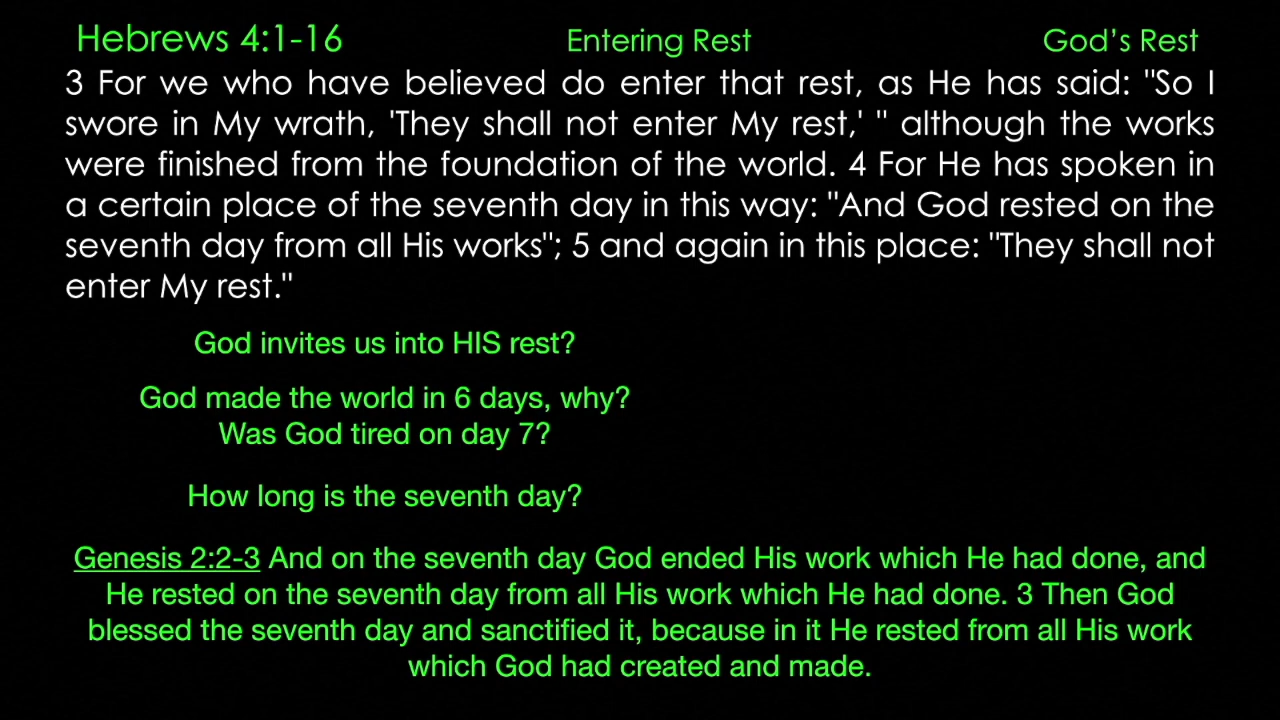 Hebrews 4:1-16 Entering Rest God’s Rest
3 For we who have believed do enter that rest, as He has said: "So I
swore in My wrath, 'They shall not enter My rest,' " although the works
were finished from the foundation of the world. 4 For He has spoken in
a certain place of the seventh day in this way: "And God rested on the
seventh day from all His works"; 5 and again in this place: "They shall not
enter My rest."
God invites us into HIS rest?
God made the world in 6 days, why?
Was God tired on day 7?
How long is the seventh day?
Genesis 2:2-3 And on the seventh day God ended His work which He had done, and
He rested on the seventh day from all His work which He had done. 3 Then God
blessed the seventh day and sanctified it, because in it He rested from all His work
which God had created and made.